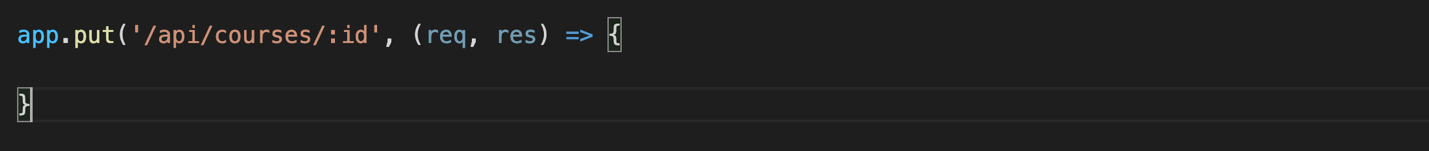 app.put('/api/courses/:id', (req, res) => {
}